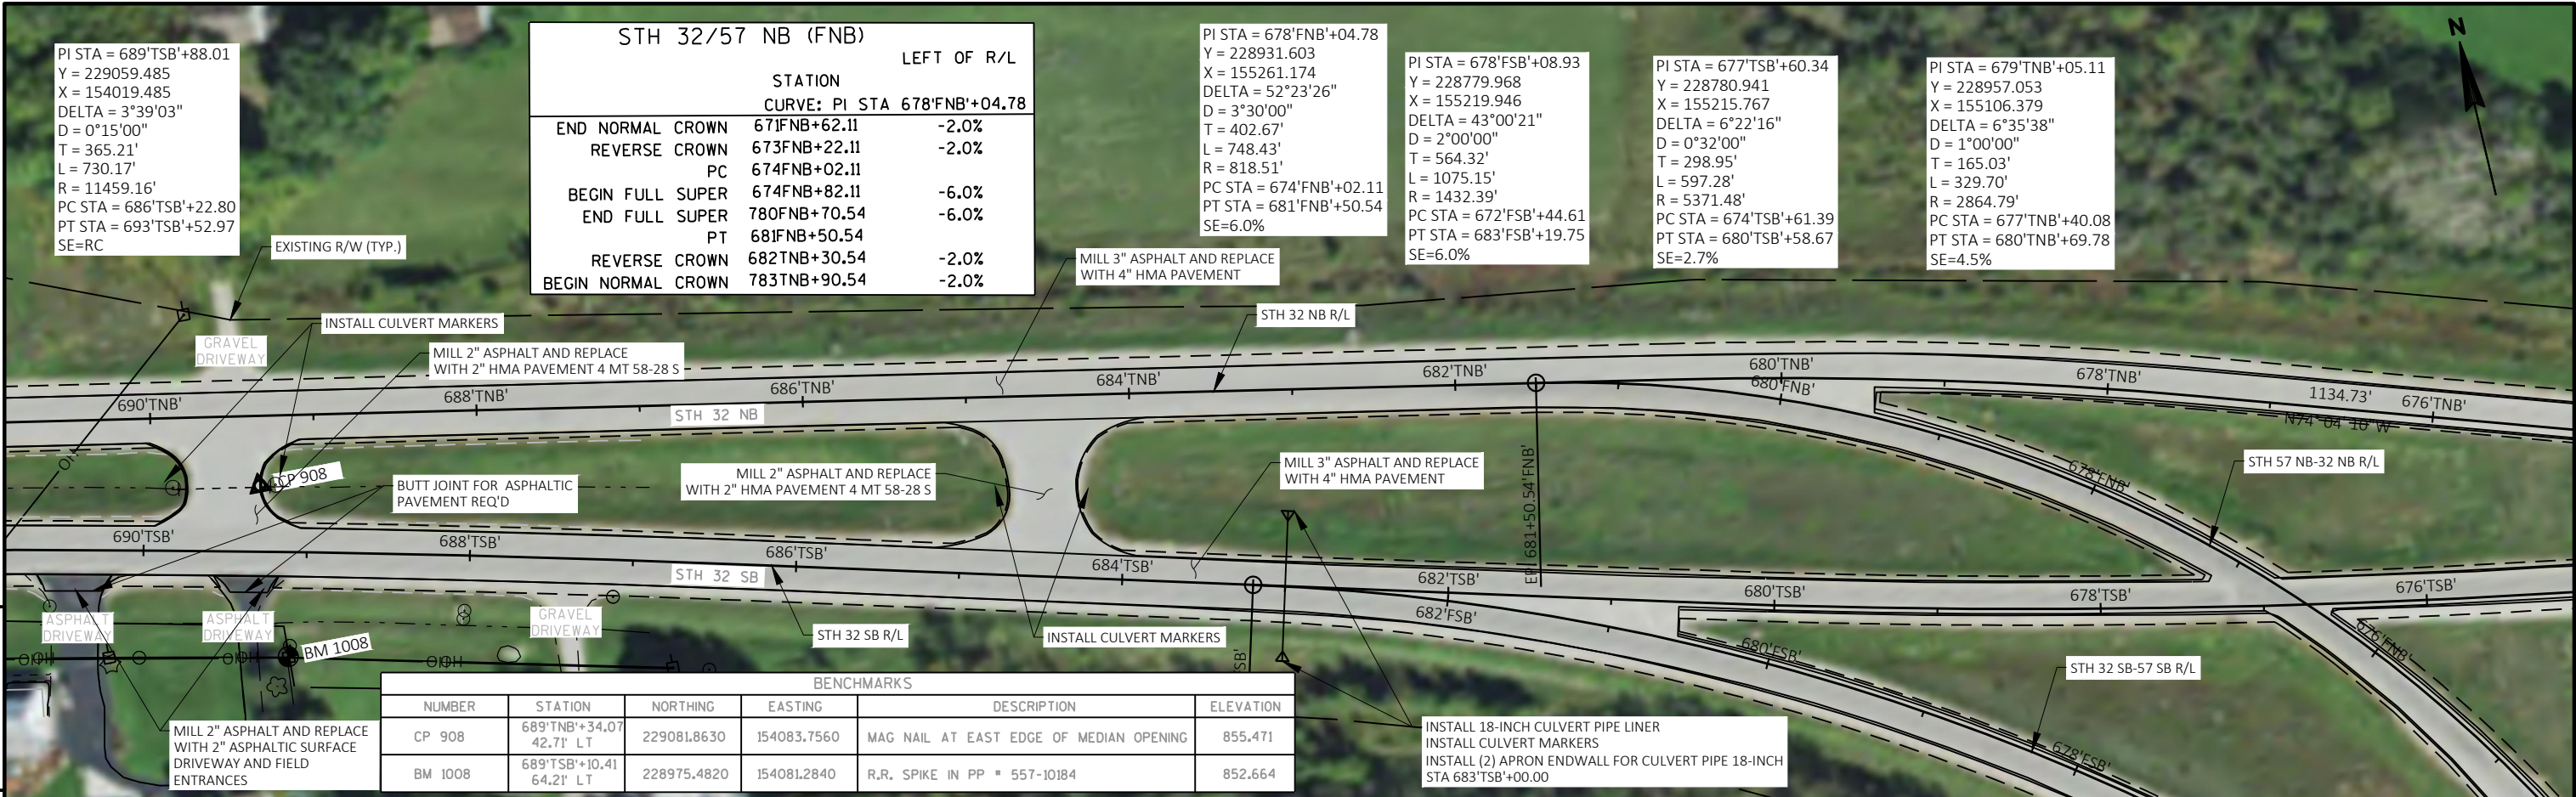 PI STA = 689'TSB'+88.01
Y = 229059.485
X = 154019.485
DELTA = 3°39'03"
D = 0°15'00"
T = 365.21'
L = 730.17'
R = 11459.16'
PC STA = 686'TSB'+22.80
PT STA = 693'TSB'+52.97
SE=RC
STH 32/57 NB (FNB)
LEFT OF R/L
STATION
CURVE: PI STA 678'FNB'+04.78
END NORMAL CROWN 671FNB+62.11 -2.0%
REVERSE CROWN 673FNB+22.11 -2.0%
PC 674FNB+02.11
BEGIN FULL SUPER 674FNB+82.11 -6.0%
END FULL SUPER 780FNB+70.54 -6.0%
PT 681FNB+50.54
REVERSE CROWN 682TNB+30.54 -2.0%
BEGIN NORMAL CROWN 783TNB+90.54 -2.0%
PI STA = 678'FNB'+04.78
Y = 228931.603
X = 155261.174
DELTA = 52°23'26"
D = 3°30'00"
T = 402.67'
L = 748.43'
R = 818.51'
PC STA = 674'FNB'+02.11
PT STA = 681'FNB'+50.54
SE=6.0%
PI STA = 678'FSB'+08.93
Y = 228779.968
X = 155219.946
DELTA = 43°00'21"
D = 2°00'00"
T = 564.32'
L = 1075.15'
R = 1432.39'
PC STA = 672'FSB'+44.61
PT STA = 683'FSB'+19.75
SE=6.0%
PI STA = 677'TSB'+60.34
Y = 228780.941
X = 155215.767
DELTA = 6°22'16"
D = 0°32'00"
T = 298.95'
L = 597.28'
R = 5371.48'
PC STA = 674'TSB'+61.39
PT STA = 680'TSB'+58.67
SE=2.7%
PI STA = 679'TNB'+05.11
Y = 228957.053
X = 155106.379
DELTA = 6°35'38"
D = 1°00'00"
T = 165.03'
L = 329.70'
R = 2864.79'
PC STA = 677'TNB'+40.08
PT STA = 680'TNB'+69.78
SE=4.5%
N
EXISTING R/W (TYP.)
MILL 3" ASPHALT AND REPLACE
WITH 4" HMA PAVEMENT
INSTALL CULVERT MARKERS
STH 32 NB R/L
GRAVEL
DRIVEWAY
MILL 2" ASPHALT AND REPLACE
WITH 2" HMA PAVEMENT 4 MT 58-28 S
690'TNB'
688'TNB'
686'TNB'
684'TNB'
682'TNB'
680'TNB'
680'FNB'
678'TNB'
1134.73'
676'TNB'
N74°04'10"W
STH 32 NB
OH
CP 908
BUTT JOINT FOR ASPHALTIC
PAVEMENT REQ'D
MILL 2" ASPHALT AND REPLACE
WITH 2" HMA PAVEMENT 4 MT 58-28 S
MILL 3" ASPHALT AND REPLACE
WITH 4" HMA PAVEMENT
EP 681+50.54'FNB'
678'FNB'
STH 57 NB-32 NB R/L
690'TSB'
688'TSB'
686'TSB'
684'TSB'
682'TSB'
680'TSB'
678'TSB'
676'TSB'
STH 32 SB
682'FSB'
680'FSB'
678'FSB'
676'FNB'
ASPHALT
DRIVEWAY
ASPHALT
DRIVEWAY
GRAVEL
DRIVEWAY
STH 32 SB R/L
INSTALL CULVERT MARKERS
STH 32 SB-57 SB R/L
OH
OH
OH
BM 1008
SB'
MILL 2" ASPHALT AND REPLACE
WITH 2" ASPHALTIC SURFACE
DRIVEWAY AND FIELD
ENTRANCES
BENCHMARKS
NUMBER STATION NORTHING EASTING DESCRIPTION ELEVATION
CP 908 689'TNB'+34.07 42.71' LT 229081.8630 154083.7560 MAG NAIL AT EAST EDGE OF MEDIAN OPENING 855.471
BM 1008 689'TSB'+10.41 64.21' LT 228975.4820 154081.2840 R.R. SPIKE IN PP # 557-10184 852.664
INSTALL 18-INCH CULVERT PIPE LINER
INSTALL CULVERT MARKERS
INSTALL (2) APRON ENDWALL FOR CULVERT PIPE 18-INCH
STA 683'TSB'+00.00